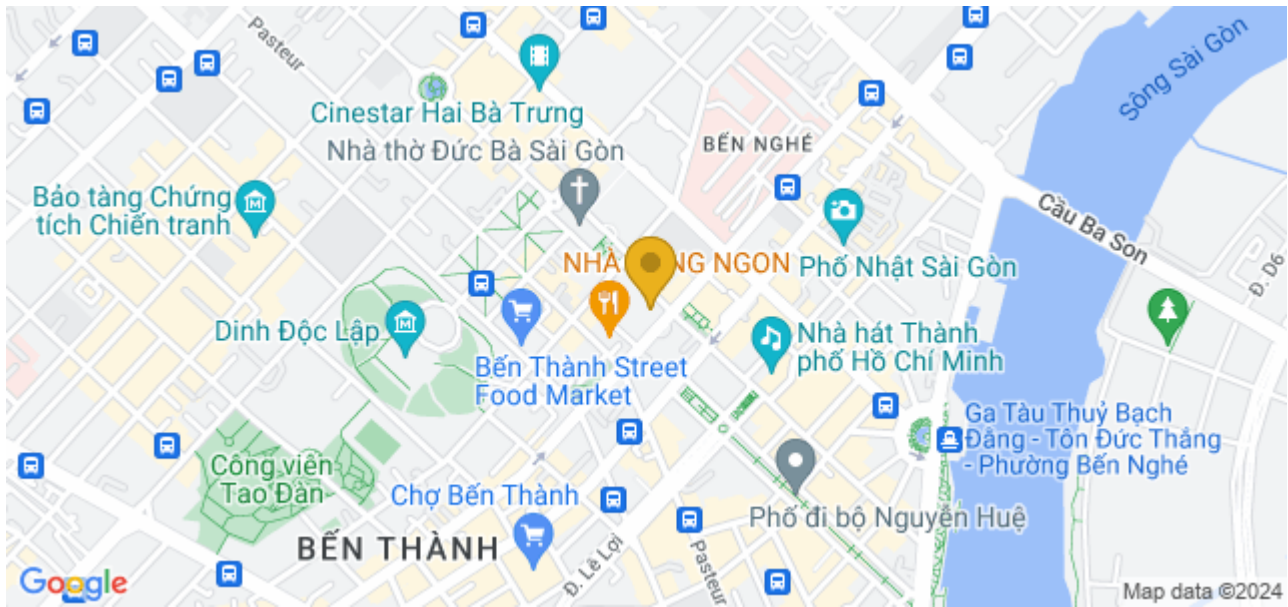 Pasteur
Sông Sài Gòn
Cinestar Hai Bà Trưng
Nhà thờ Đức Bà Sài Gòn
BẾN NGHÉ
Bảo tàng Chứng
tích Chiến tranh
Cầu Ba Son
NGON
Phố Nhật Sài Gòn
Đ. D6
Dinh Độc Lập
Bến Thành Street
Food Market
Nhà hát Thành
phố Hồ Chí Minh
Ga Tàu Thuỷ Bạch
Đằng - Tôn Đức Thắng
- Phường Bến Nghé
Công viên
Tao Đàn
Chợ Bến Thành
Phố đi bộ Nguyễn Huệ
BẾN THÀNH
Đ. Lê Lợi
Pasteur
Google
Map data ©2024